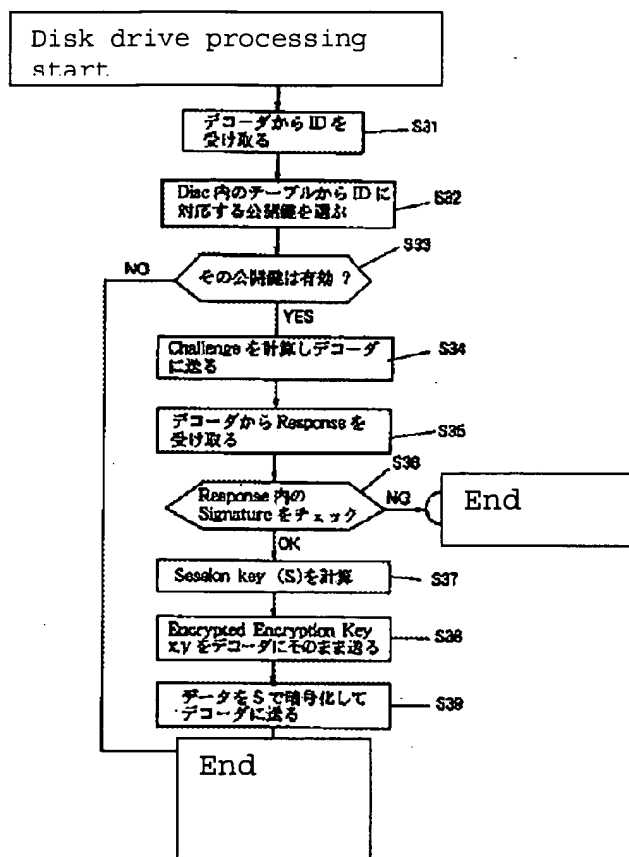 Disk drive processing
start
デコーダから ID を
受け取る
S31
Disc 内のテーブルから ID に
対応する公開鍵を選ぶ
S32
S33
NO
その公開鍵は有効 ?
YES
Challenge を計算しデコーダ
に送る
S34
デコーダから Response を
受け取る
S35
S36
Response 内の
Signature をチェック
NG
End
OK
Session key (S)を計算
S37
Encrypted Encryption Key
x,y をデコーダにそのまま送る
S38
データを S で暗号化して
デコーダに送る
S39
End